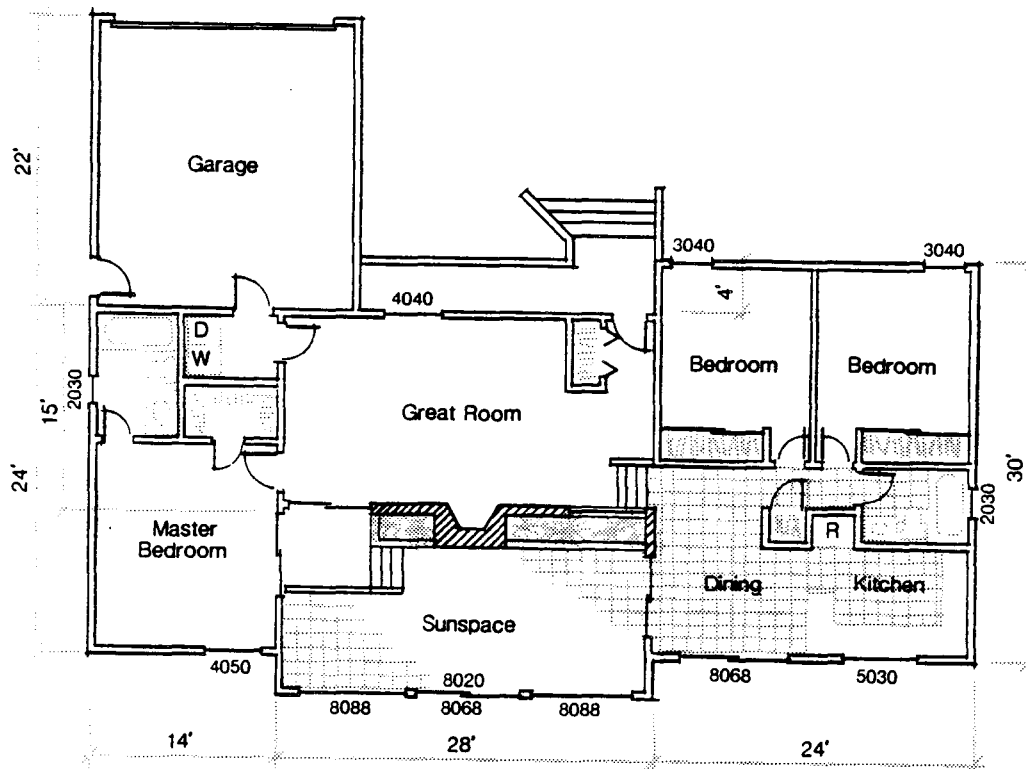 22'
Garage
3040
3040
4'
4040
D
W
Bedroom
Bedroom
2030
15'
Great Room
24'
30'
2030
Master
Bedroom
R
Dining
Kitchen
Sunspace
4050
8020
8088
8068
8088
8068
5030
14'
28'
24'